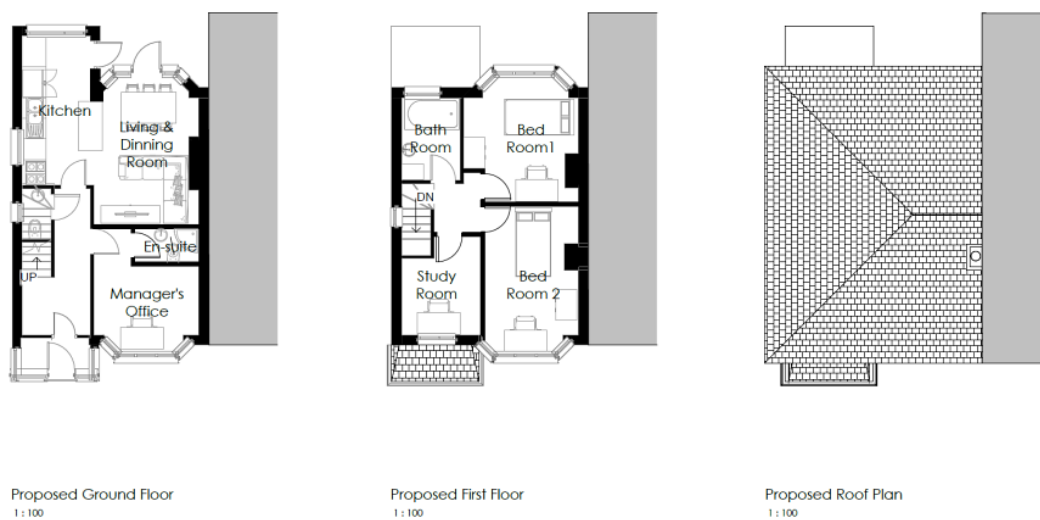 Kitchen
Living &
Dinning
Room
En-suite
UP
Manager's
Office
Proposed Ground Floor
1 : 100
Bath
Room
Bed
Room1
DN
Study
Room
Bed
Room 2
Proposed First Floor
1 : 100
Proposed Roof Plan
1 : 100